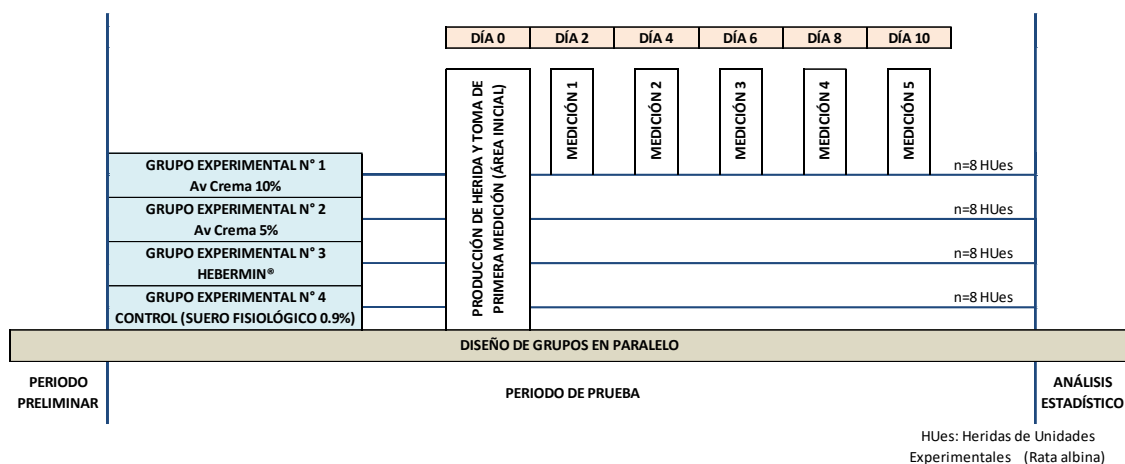 DÍA 0 DÍA 2 DÍA 4 DÍA 6 DÍA 8 DÍA 10
PRODUCCIÓN DE HERIDA Y TOMA DE
PRIMERA MEDICIÓN (ÁREA INICIAL)
MEDICIÓN 1
MEDICIÓN 2
MEDICIÓN 3
MEDICIÓN 4
MEDICIÓN 5
GRUPO EXPERIMENTAL N° 1
Av Crema 10%
n=8 HUes
GRUPO EXPERIMENTAL N° 2
Av Crema 5%
n=8 HUes
GRUPO EXPERIMENTAL N° 3
HEBERMIN®
n=8 HUes
GRUPO EXPERIMENTAL N° 4
CONTROL (SUERO FISIOLÓGICO 0.9%)
n=8 HUes
DISEÑO DE GRUPOS EN PARALELO
PERIODO
PRELIMINAR
PERIODO DE PRUEBA
ANÁLISIS
ESTADÍSTICO
HUes: Heridas de Unidades
Experimentales (Rata albina)